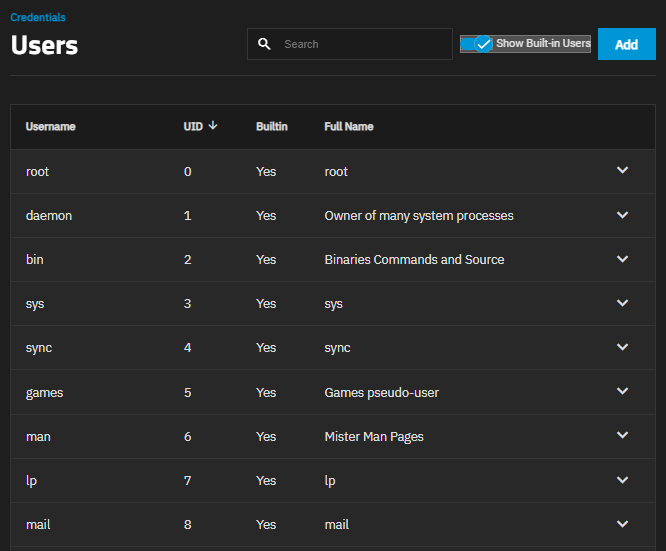 Credentials
Users
Search
Show Built-in Users
Add
Username UID Builtin Full Name
root 0 Yes root
daemon 1 Yes Owner of many system processes
bin 2 Yes Binaries Commands and Source
sys 3 Yes sys
sync 4 Yes sync
games 5 Yes Games pseudo-user
man 6 Yes Mister Man Pages
lp 7 Yes lp
mail 8 Yes mail